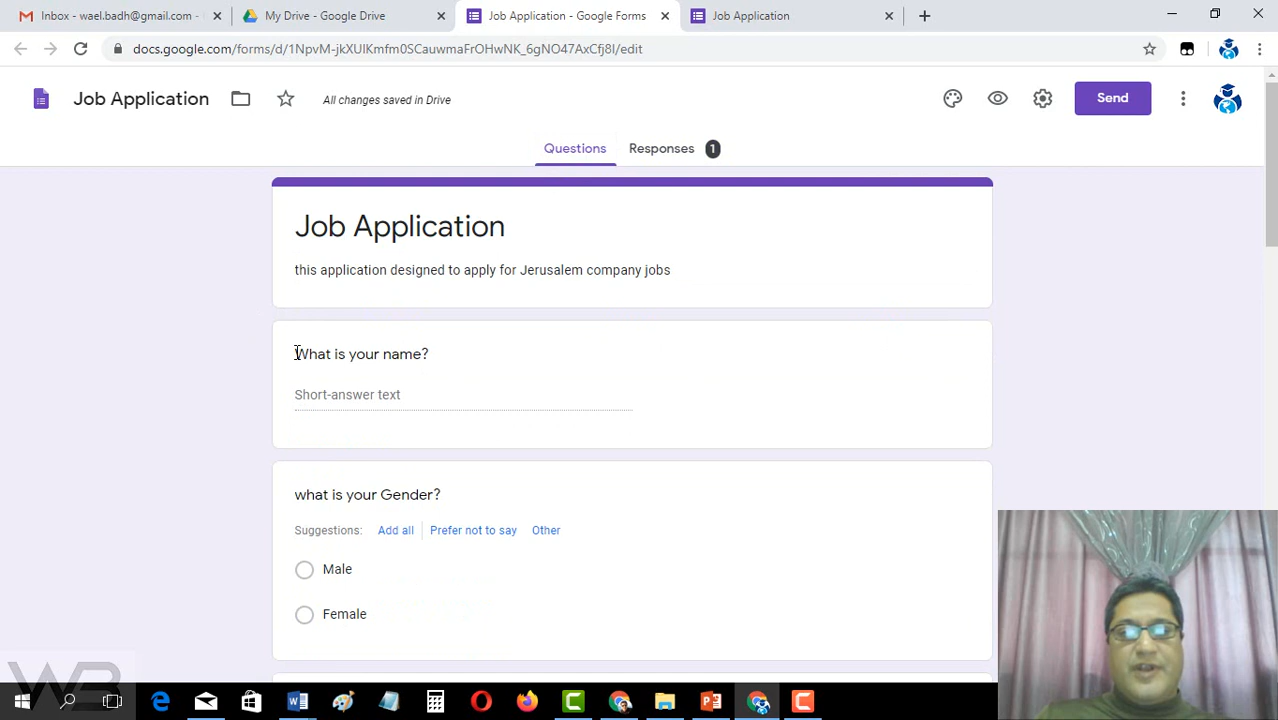 Inbox - wael.badh@gmail.com -
My Drive - Google Drive
Job Application - Google Forms
Job Application
docs.google.com/forms/d/1NpvM-jkXUlKmfm0SCauwmaFrOHwNK_6gNO47AxCfj8I/edit
Job Application
All changes saved in Drive
Send
Questions
Responses 1
Job Application
this application designed to apply for Jerusalem company jobs
What is your name?
Short-answer text
what is your Gender?
Suggestions: Add all Prefer not to say Other
Male
Female
WB